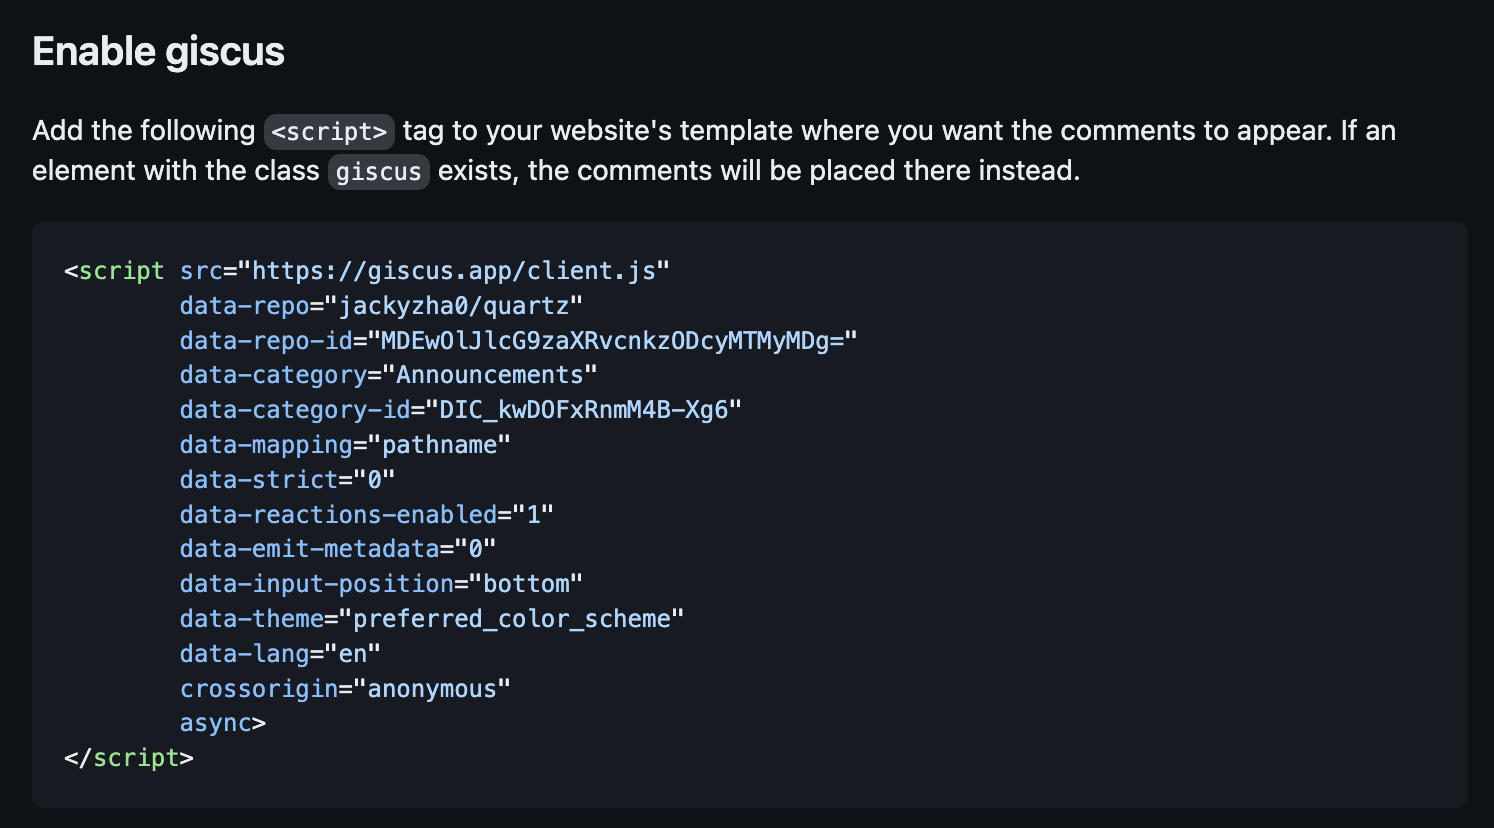 Enable giscus
Add the following <script> tag to your website's template where you want the comments to appear. If an
element with the class giscus exists, the comments will be placed there instead.
<script src="https://giscus.app/client.js"
data-repo="jackyzha0/quartz"
data-repo-id="MDEwOlJlcG9zaXRvcnkzODcyMTMyMDg="
data-category="Announcements"
data-category-id="DIC_kwDOFxRnmM4B-Xg6"
data-mapping="pathname"
data-strict="0"
data-reactions-enabled="1"
data-emit-metadata="0"
data-input-position="bottom"
data-theme="preferred_color_scheme"
data-lang="en"
crossorigin="anonymous"
async>
</script>